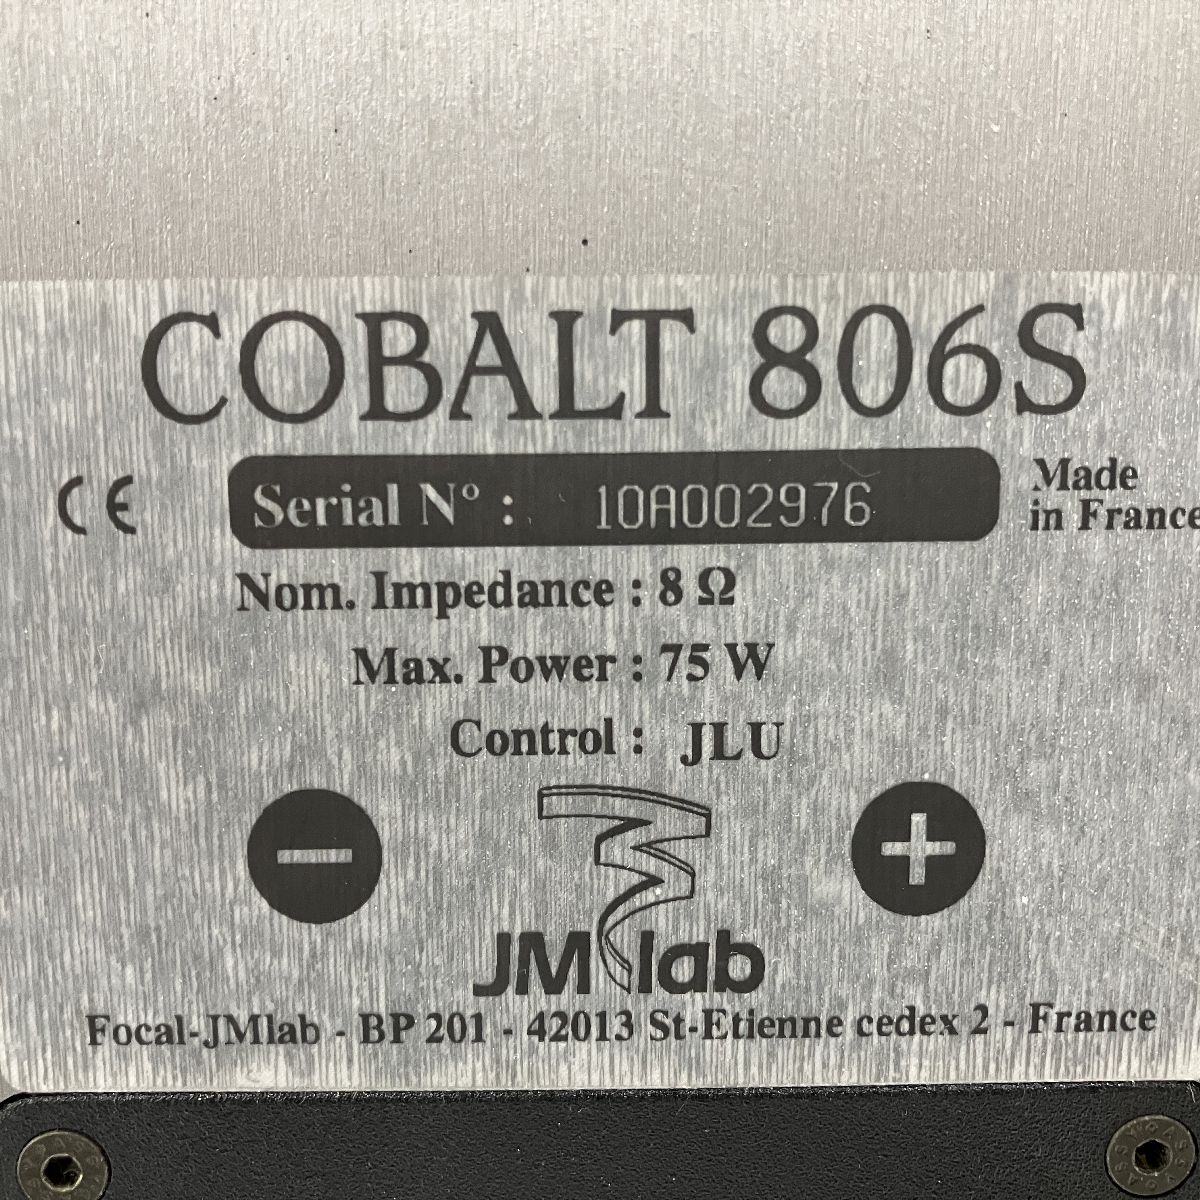 COBALT 806S
CE
Serial N° : 10A002976
Made
in France
Nom. Impedance : 8 Ω
Max. Power : 75 W
Control : JLU
− +
JMlab
Focal-JMlab - BP 201 - 42013 St-Etienne cedex 2 - France